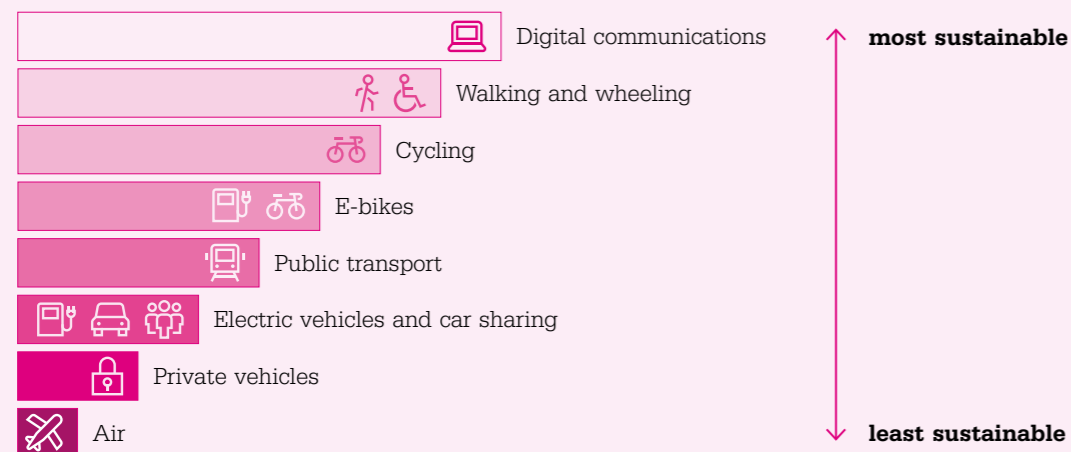 Digital communications
most sustainable
Walking and wheeling
Cycling
E-bikes
Public transport
Electric vehicles and car sharing
Private vehicles
Air
least sustainable